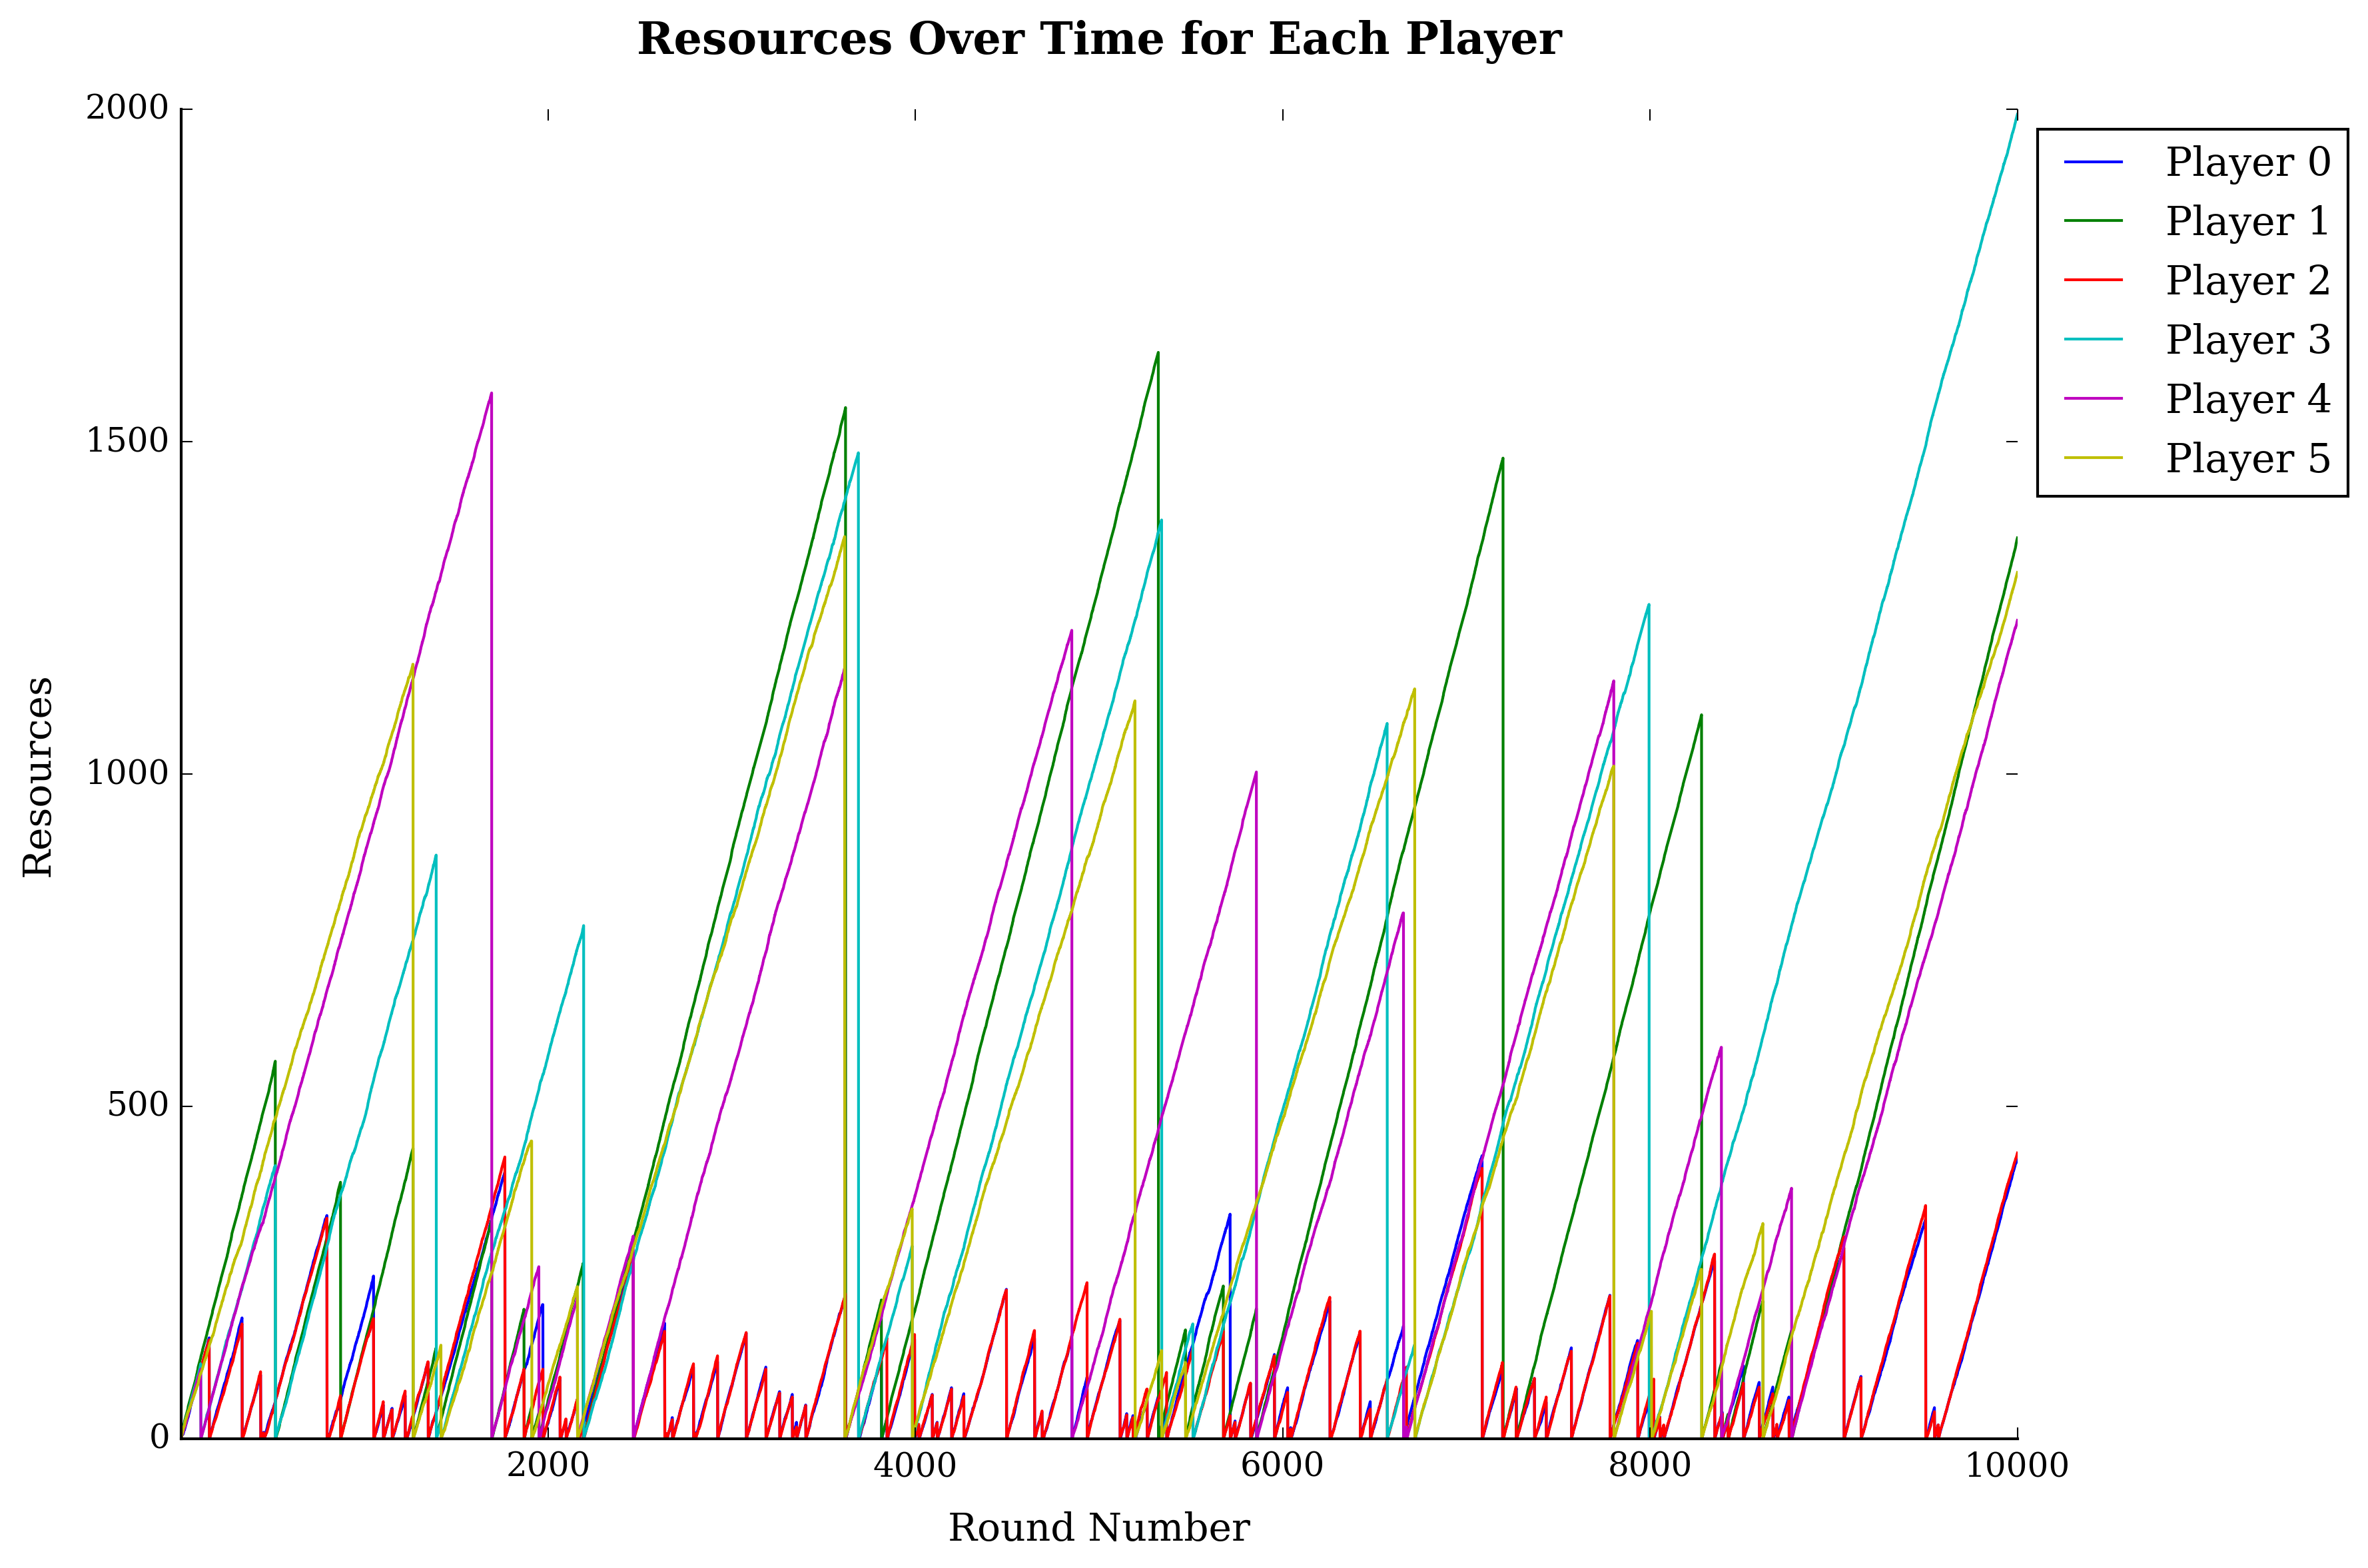 Resources Over Time for Each Player
2000
1500
1000
500
0
Resources
2000 4000 6000 8000 10000
Round Number
Player 0
Player 1
Player 2
Player 3
Player 4
Player 5